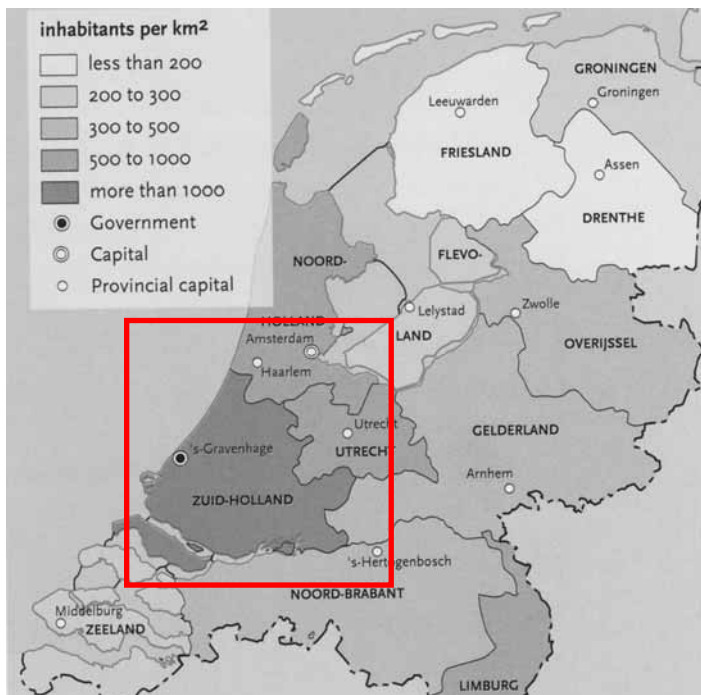 inhabitants per km²
less than 200
200 to 300
300 to 500
500 to 1000
more than 1000
Government
Capital
Provincial capital
GRONINGEN
Groningen
Leeuwarden
FRIESLAND
Assen
DRENTHE
NOORD-
HOLLAND
FLEVO-
LAND
Lelystad
Zwolle
OVERIJSSEL
Amsterdam
Haarlem
Utrecht
UTRECHT
GELDERLAND
's-Gravenhage
Arnhem
ZUID-HOLLAND
's-Hertogenbosch
NOORD-BRABANT
Middelburg
ZEELAND
LIMBURG